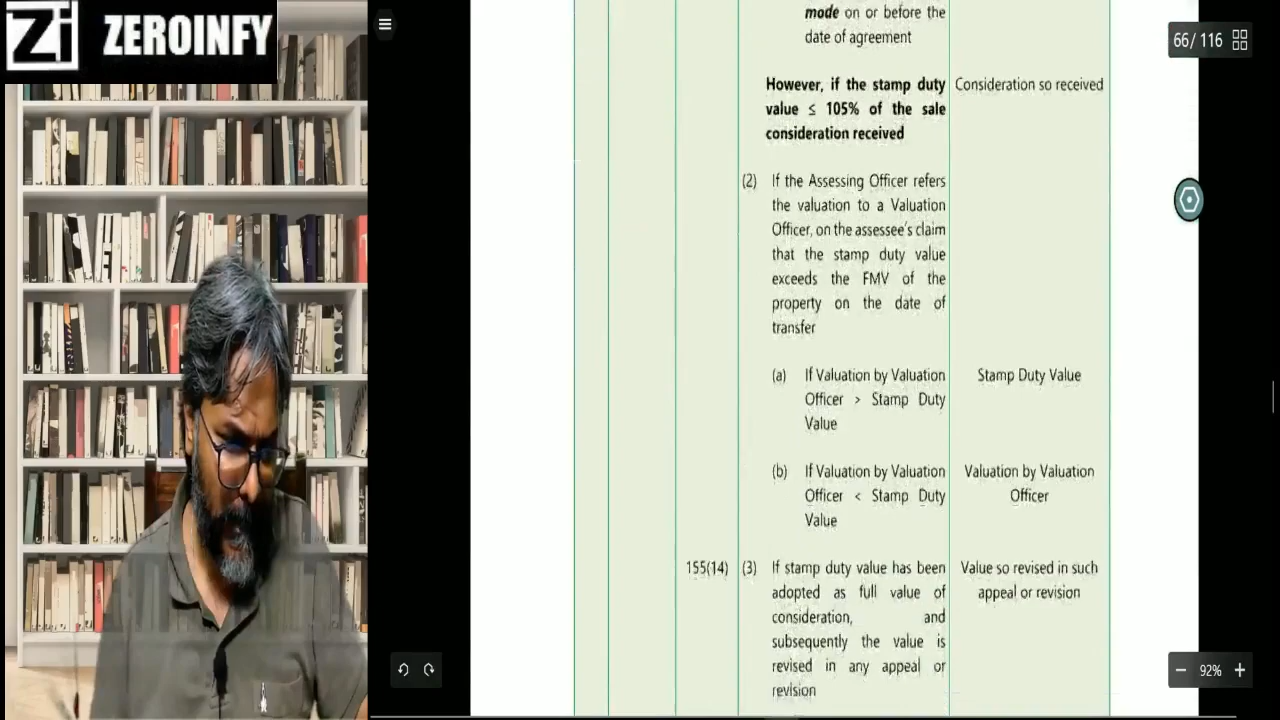 Zi ZEROINFY
66/ 116
mode on or before the
date of agreement
However, if the stamp duty
value ≤ 105% of the sale
consideration received
Consideration so received
(2) If the Assessing Officer refers
the valuation to a Valuation
Officer, on the assessee's claim
that the stamp duty value
exceeds the FMV of the
property on the date of
transfer
(a) If Valuation by Valuation
Officer > Stamp Duty
Value
Stamp Duty Value
(b) If Valuation by Valuation
Officer < Stamp Duty
Value
Valuation by Valuation
Officer
155(14)
(3) If stamp duty value has been
adopted as full value of
consideration, and
subsequently the value is
revised in any appeal or
revision
Value so revised in such
appeal or revision
92%